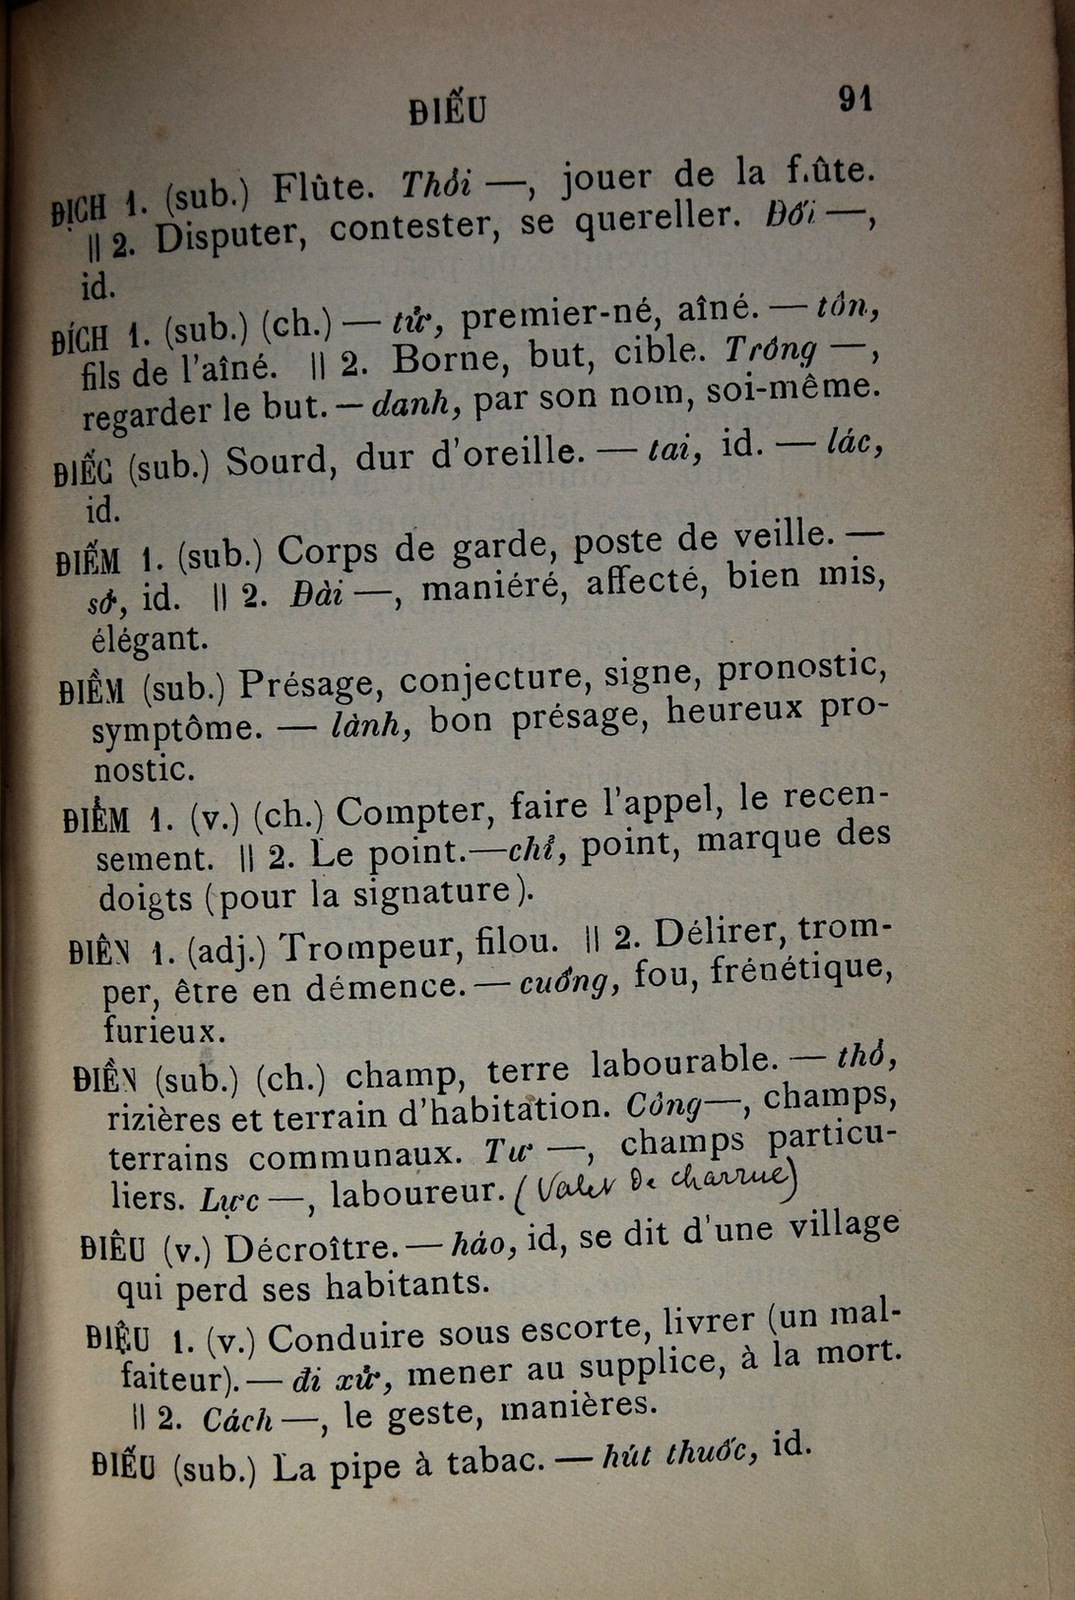 ĐIẾU 91
ĐỊCH 1. (sub.) Flûte. Thổi —, jouer de la f.ûte.
|| 2. Disputer, contester, se quereller. Đối —,
id.
ĐÍCH 1. (sub.) (ch.) — tử, premier-né, aîné. — tôn,
fils de l'aîné. || 2. Borne, but, cible. Trông —,
regarder le but. — danh, par son nom, soi-même.
ĐIẾC (sub.) Sourd, dur d'oreille. — tai, id. — lác,
id.
ĐIẾM 1. (sub.) Corps de garde, poste de veille. —
sở, id. || 2. Đài —, maniéré, affecté, bien mis,
élégant.
ĐIỀM (sub.) Présage, conjecture, signe, pronostic,
symptôme. — lành, bon présage, heureux pro-
nostic.
ĐIỂM 1. (v.) (ch.) Compter, faire l'appel, le recen-
sement. || 2. Le point. — chỉ, point, marque des
doigts (pour la signature).
ĐIÊN 1. (adj.) Trompeur, filou. || 2. Délirer, trom-
per, être en démence. — cuồng, fou, frénétique,
furieux.
ĐIỀN (sub.) (ch.) champ, terre labourable. — thổ,
rizières et terrain d'habitation. Công —, champs,
terrains communaux. Tư —, champs particu-
liers. Lực —, laboureur. (Valet De charrue)
ĐIÊU (v.) Décroître. — háo, id, se dit d'une village
qui perd ses habitants.
ĐIỆU 1. (v.) Conduire sous escorte, livrer (un mal-
faiteur). — đi xử, mener au supplice, à la mort.
|| 2. Cách —, le geste, manières.
ĐIẾU (sub.) La pipe à tabac. — hút thuốc, id.